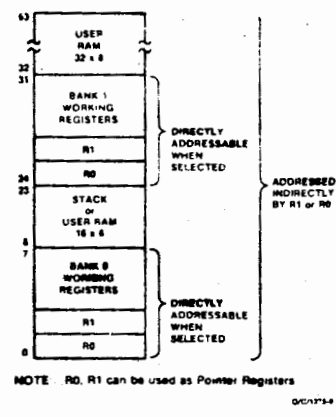 63
USER
RAM
32 x 8
32
31
BANK 1
WORKING
REGISTERS
R1
R0
DIRECTLY
ADDRESSABLE
WHEN
SELECTED
24
23
STACK
or
USER RAM
16 x 8
8
7
BANK 0
WORKING
REGISTERS
R1
R0
0
DIRECTLY
ADDRESSABLE
WHEN
SELECTED
ADDRESSED
INDIRECTLY
BY R1 or R0
NOTE: R0, R1 can be used as Pointer Registers